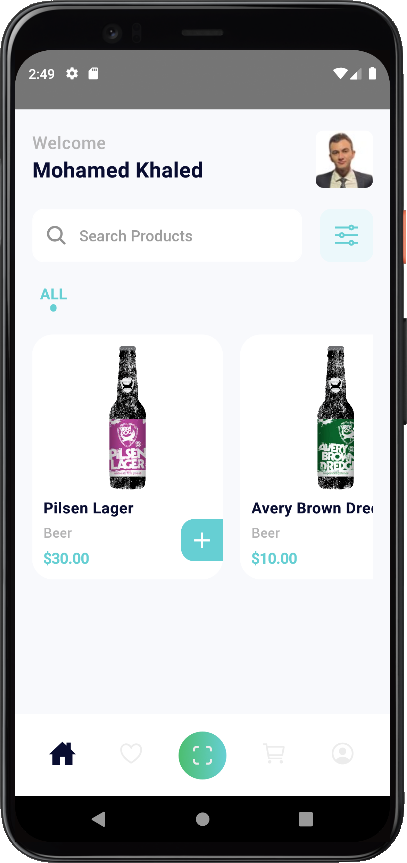 2:49
Welcome
Mohamed Khaled
Search Products
ALL
PILSEN
LAGER
AVERY
BROWN
DREDGE
Pilsen Lager
Beer
$30.00
Avery Brown Dre
Beer
$10.00